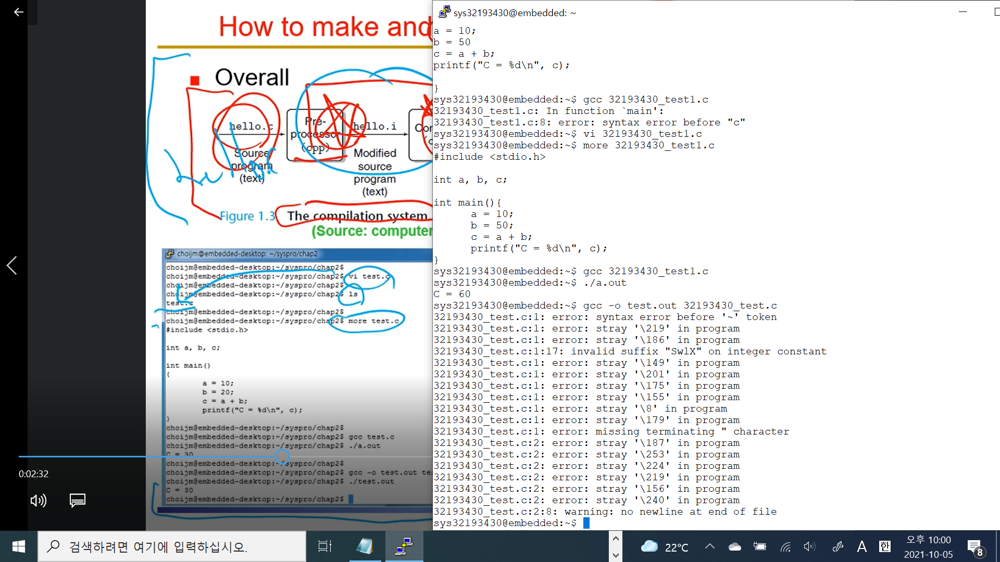 How to make and
Overall
hello.c
Pre-
processor
(cpp)
hello.i
Source
program
(text)
Modified
source
program
(text)
Figure 1.3 The compilation system
(Source: computer
choijm@embedded-desktop: ~/syspro/chap2
choijm@embedded-desktop:~/syspro/chap2$
choijm@embedded-desktop:~/syspro/chap2$ vi test.c
choijm@embedded-desktop:~/syspro/chap2$
choijm@embedded-desktop:~/syspro/chap2$ ls
test.c
choijm@embedded-desktop:~/syspro/chap2$
choijm@embedded-desktop:~/syspro/chap2$ more test.c
#include <stdio.h>
int a, b, c;
int main()
{
a = 10;
b = 20;
c = a + b;
printf("C = %d\n", c);
}
choijm@embedded-desktop:~/syspro/chap2$
choijm@embedded-desktop:~/syspro/chap2$ gcc test.c
choijm@embedded-desktop:~/syspro/chap2$ ./a.out
C = 30
choijm@embedded-desktop:~/syspro/chap2$
choijm@embedded-desktop:~/syspro/chap2$ gcc -o test.out
choijm@embedded-desktop:~/syspro/chap2$ ./test.out
C = 30
choijm@embedded-desktop:~/syspro/chap2$
0:02:32
sys32193430@embedded: ~
a = 10;
b = 50
c = a + b;
printf("C = %d\n", c);
}
sys32193430@embedded:~$ gcc 32193430_test1.c
32193430_test1.c: In function `main':
32193430_test1.c:8: error: syntax error before "c"
sys32193430@embedded:~$ vi 32193430_test1.c
sys32193430@embedded:~$ more 32193430_test1.c
#include <stdio.h>
int a, b, c;
int main(){
a = 10;
b = 50;
c = a + b;
printf("C = %d\n", c);
}
sys32193430@embedded:~$ gcc 32193430_test1.c
sys32193430@embedded:~$ ./a.out
C = 60
sys32193430@embedded:~$ gcc -o test.out 32193430_test.c
32193430_test.c:1: error: syntax error before '~' token
32193430_test.c:1: error: stray '\219' in program
32193430_test.c:1: error: stray '\186' in program
32193430_test.c:1:17: invalid suffix "SwlX" on integer constant
32193430_test.c:1: error: stray '\149' in program
32193430_test.c:1: error: stray '\201' in program
32193430_test.c:1: error: stray '\175' in program
32193430_test.c:1: error: stray '\155' in program
32193430_test.c:1: error: stray '\8' in program
32193430_test.c:1: error: stray '\179' in program
32193430_test.c:1: error: missing terminating " character
32193430_test.c:2: error: stray '\187' in program
32193430_test.c:2: error: stray '\253' in program
32193430_test.c:2: error: stray '\224' in program
32193430_test.c:2: error: stray '\219' in program
32193430_test.c:2: error: stray '\156' in program
32193430_test.c:2: error: stray '\240' in program
32193430_test.c:2:8: warning: no newline at end of file
sys32193430@embedded:~$
검색하려면 여기에 입력하십시오.
22°C
A
한
오후 10:00
2021-10-05
8